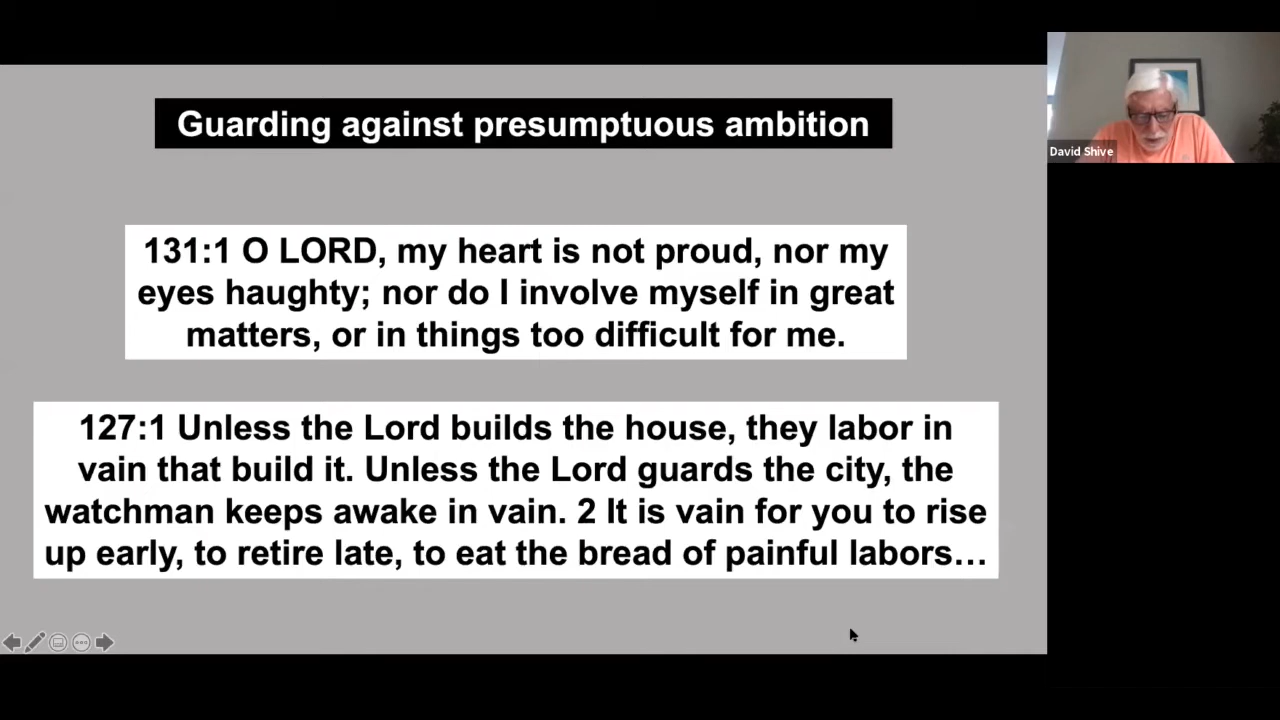 Guarding against presumptuous ambition
131:1 O LORD, my heart is not proud, nor my
eyes haughty; nor do I involve myself in great
matters, or in things too difficult for me.
127:1 Unless the Lord builds the house, they labor in
vain that build it. Unless the Lord guards the city, the
watchman keeps awake in vain. 2 It is vain for you to rise
up early, to retire late, to eat the bread of painful labors…
David Shive